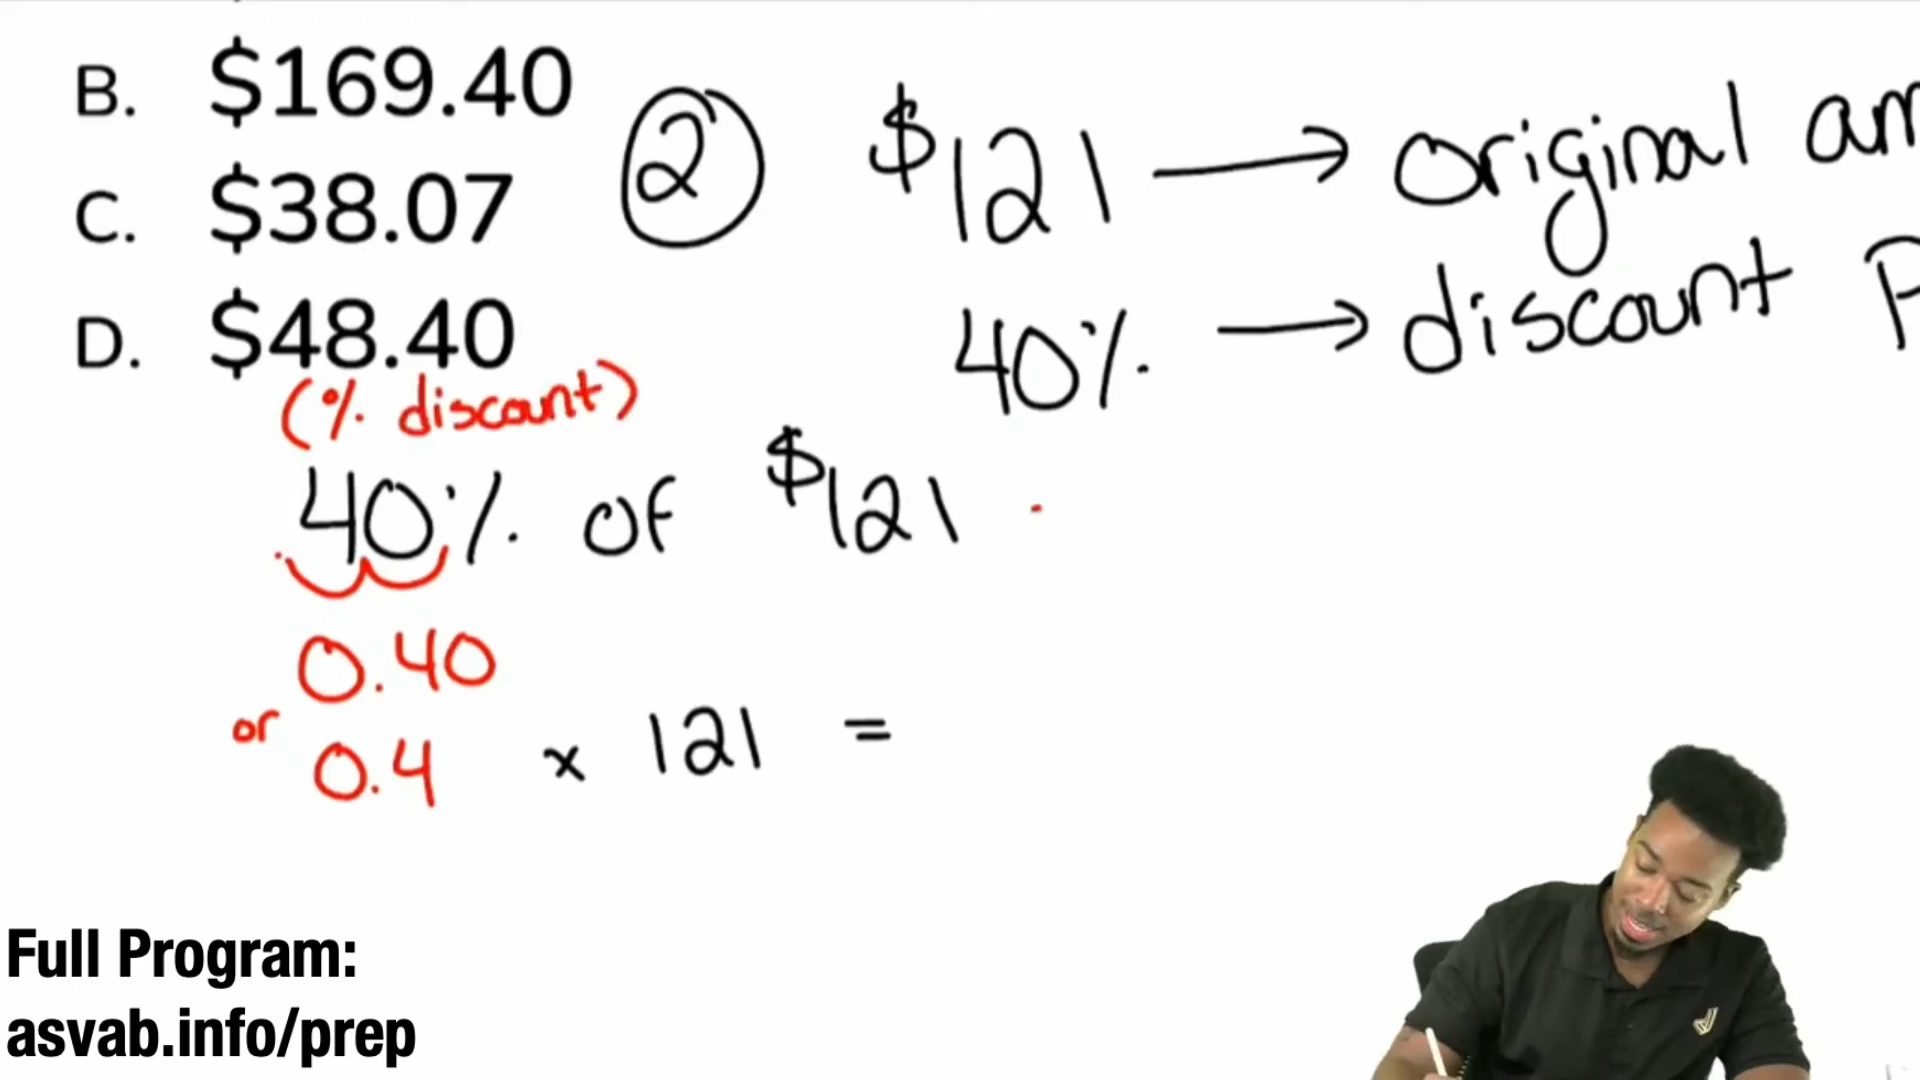 B. $169.40
C. $38.07
D. $48.40
② $121 → original am
40% → discount P
(% discount)
40% of $121
0.40
or
0.4 x 121 =
Full Program:
asvab.info/prep